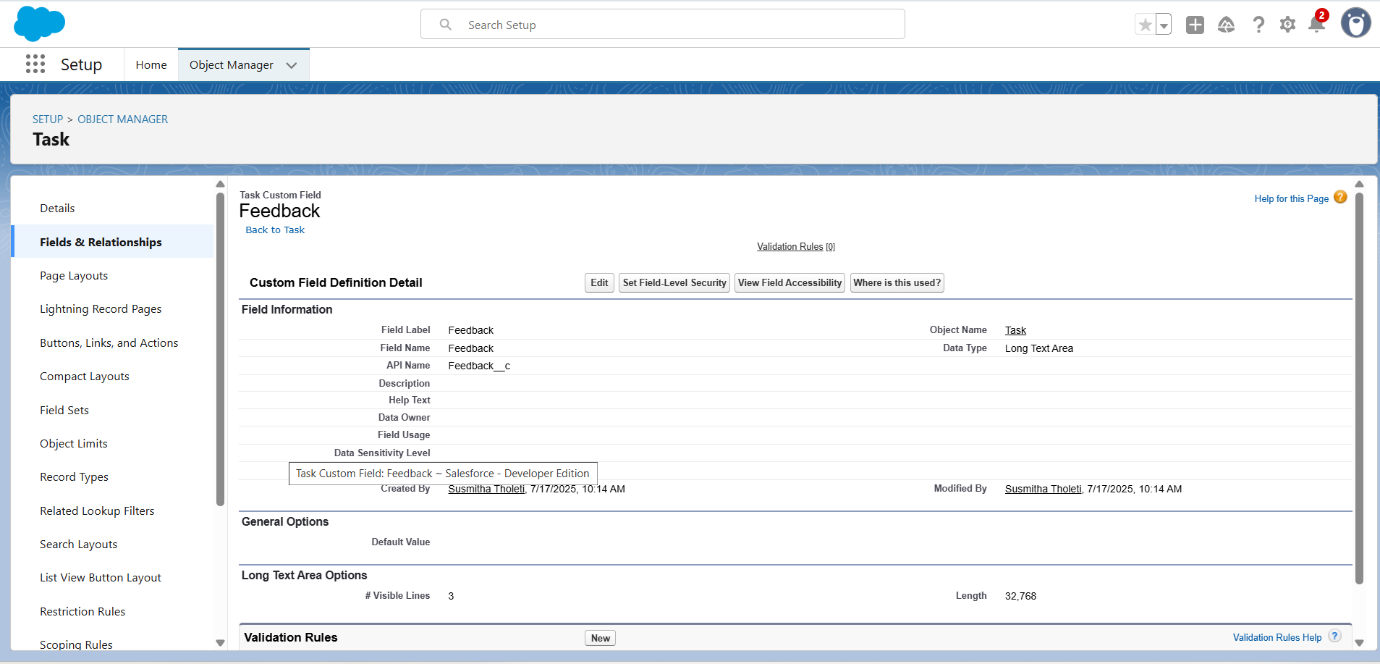 Search Setup
2
Setup
Home
Object Manager
SETUP > OBJECT MANAGER
Task
Details
Fields & Relationships
Page Layouts
Lightning Record Pages
Buttons, Links, and Actions
Compact Layouts
Field Sets
Object Limits
Record Types
Related Lookup Filters
Search Layouts
List View Button Layout
Restriction Rules
Scoping Rules
Task Custom Field
Feedback
Help for this Page ?
Back to Task
Validation Rules [0]
Custom Field Definition Detail
Edit
Set Field-Level Security
View Field Accessibility
Where is this used?
Field Information
Field Label Feedback Object Name Task
Field Name Feedback Data Type Long Text Area
API Name Feedback__c
Description
Help Text
Data Owner
Field Usage
Data Sensitivity Level
Task Custom Field: Feedback ~ Salesforce - Developer Edition
Created By Susmitha Tholeti, 7/17/2025, 10:14 AM Modified By Susmitha Tholeti, 7/17/2025, 10:14 AM
General Options
Default Value
Long Text Area Options
# Visible Lines 3 Length 32,768
Validation Rules New Validation Rules Help ?